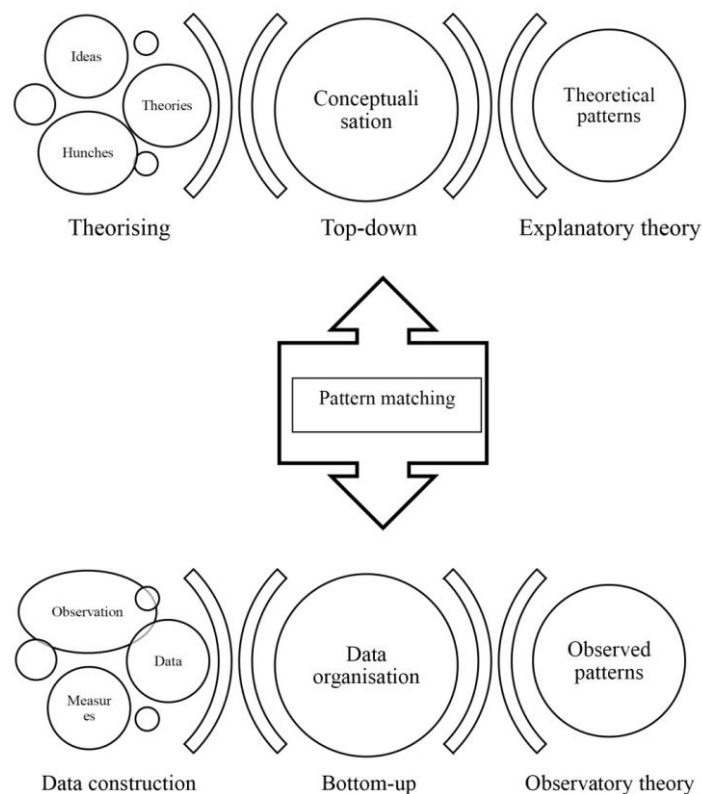 Ideas
Theories
Hunches
Conceptuali
sation
Theoretical
patterns
Theorising
Top-down
Explanatory theory
Pattern matching
Observation
Data
Measur
es
Data
organisation
Observed
patterns
Data construction
Bottom-up
Observatory theory